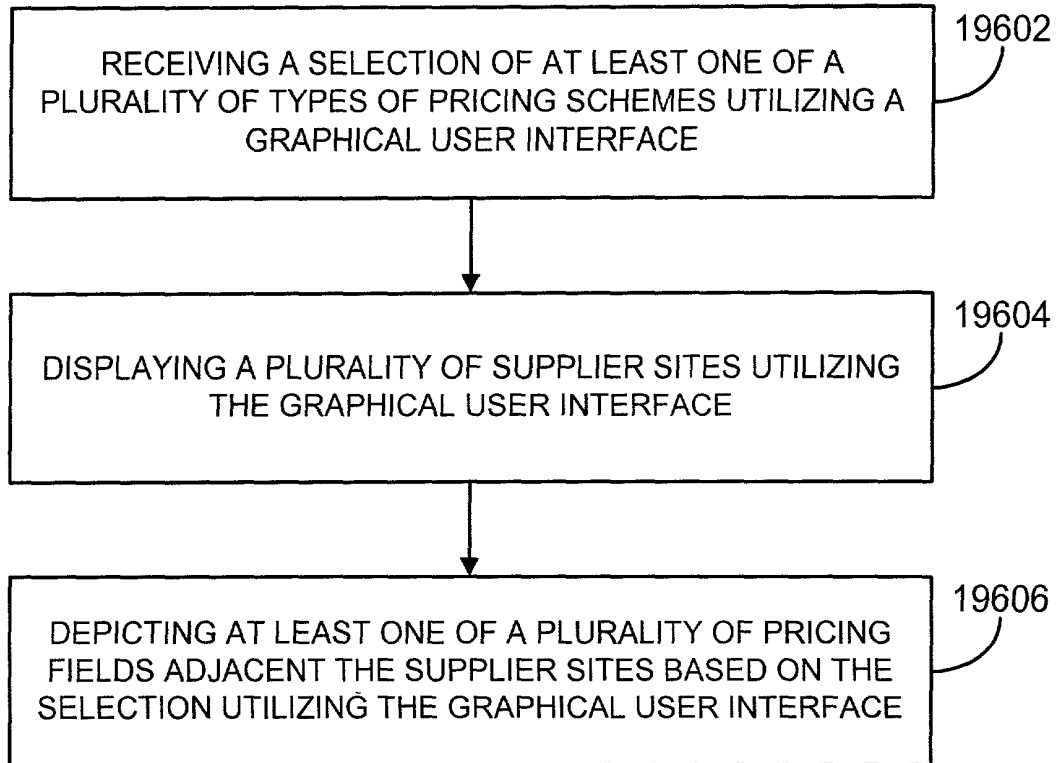 19602
RECEIVING A SELECTION OF AT LEAST ONE OF A
PLURALITY OF TYPES OF PRICING SCHEMES UTILIZING A
GRAPHICAL USER INTERFACE
19604
DISPLAYING A PLURALITY OF SUPPLIER SITES UTILIZING
THE GRAPHICAL USER INTERFACE
19606
DEPICTING AT LEAST ONE OF A PLURALITY OF PRICING
FIELDS ADJACENT THE SUPPLIER SITES BASED ON THE
SELECTION UTILIZING THE GRAPHICAL USER INTERFACE